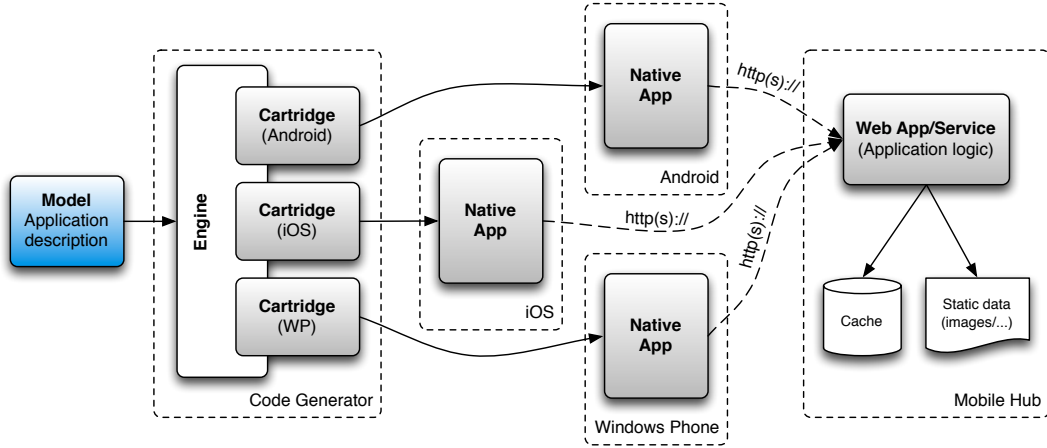 Model
Application
description
Engine
Cartridge
(Android)
Cartridge
(iOS)
Cartridge
(WP)
Code Generator
Native
App
iOS
Native
App
Android
Native
App
Windows Phone
http(s)://
http(s)://
http(s)://
Web App/Service
(Application logic)
Cache
Static data
(images/...)
Mobile Hub